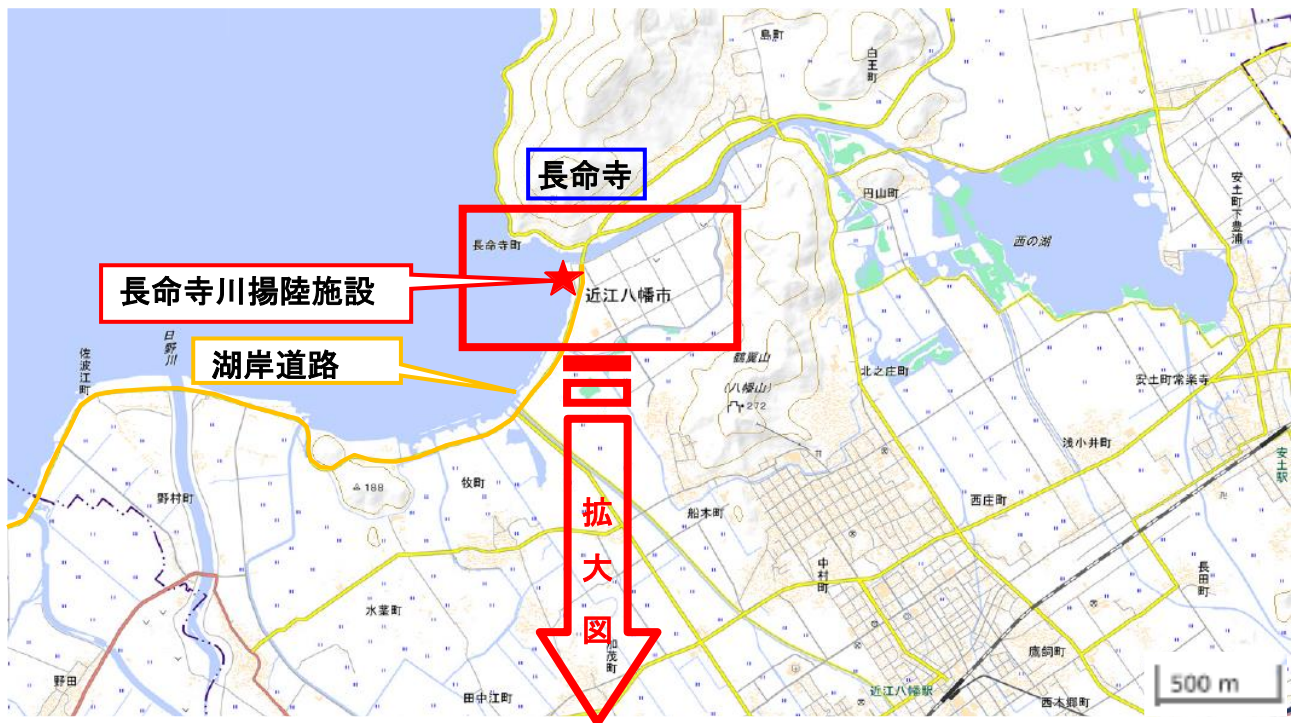 島町
白王町
長命寺
円山町
安土町下豊浦
長命寺町
西の湖
長命寺川揚陸施設
近江八幡市
日野川
佐波江町
湖岸道路
鶴翼山
(八幡山)
272
北之庄町
安土町常楽寺
浅小井町
安土駅
188
牧町
野村町
船木町
西庄町
拡大図
中村町
長田町
水茎町
加茂町
鷹飼町
野田
田中江町
近江八幡駅
西本郷町
500 m